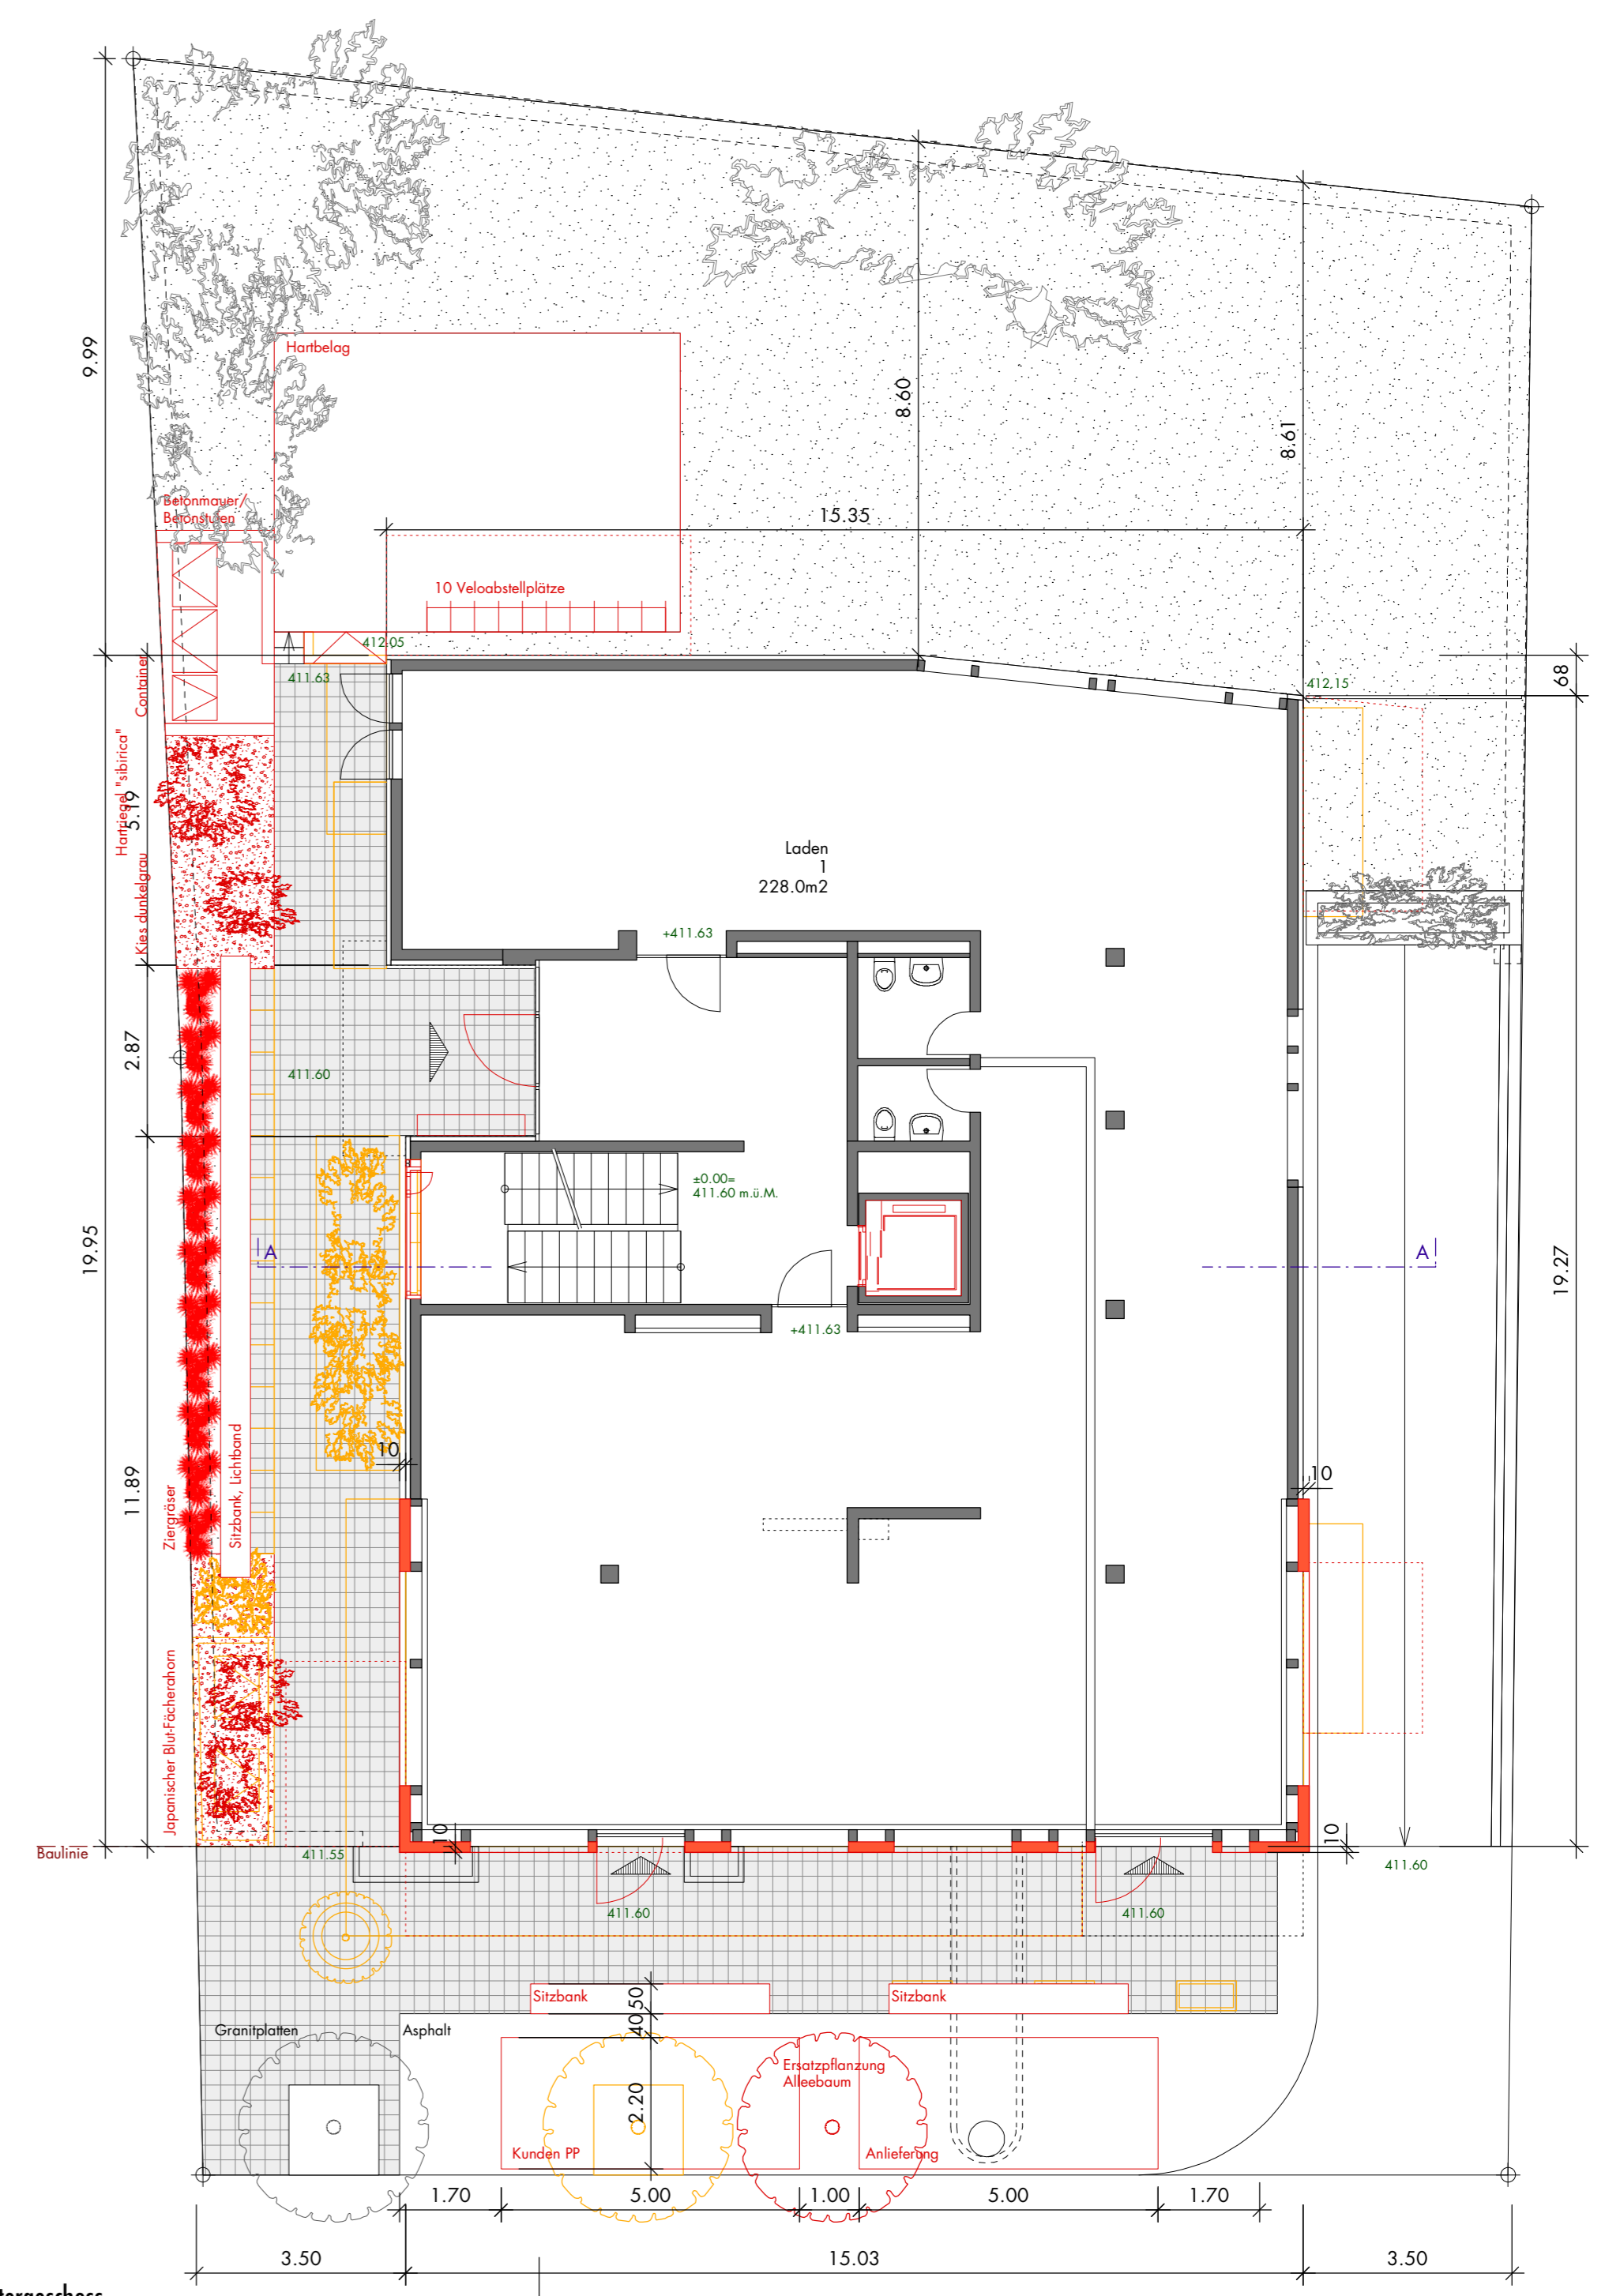 9.99
Hartbelag
8.60
8.61
Betonmauer/
Betonstufen
15.35
10 Veloabstellplätze
412.05
411.63
68
412,15
Container
Hartriegel "sibirica"
5.19
Kies dunkelgrau
Laden
1
228.0m2
+411.63
2.87
411.60
±0.00=
411.60 m.ü.M.
A
A
19.95
19.27
+411.63
10
10
11.89
Ziergräser
Sitzbank, Lichtband
Japanischer Blut-Fächerahorn
Baulinie
411.55
10
10
411.60
411.60
411.60
Sitzbank
Sitzbank
50
40
Granitplatten
Asphalt
Ersatzpflanzung
Alleebaum
2.20
Kunden PP
Anlieferung
1.70
5.00
1.00
5.00
1.70
3.50
15.03
3.50